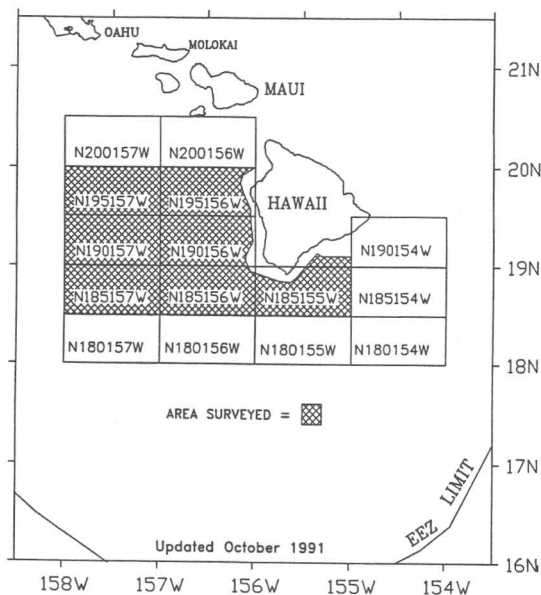 OAHU
MOLOKAI
MAUI
21N
N200157W N200156W
20N
N195157W N195156W
HAWAII
N190157W N190156W
N190154W
19N
N185157W N185156W N185155W N185154W
N180157W N180156W N180155W N180154W
18N
AREA SURVEYED =
17N
EEZ LIMIT
Updated October 1991
16N
158W 157W 156W 155W 154W